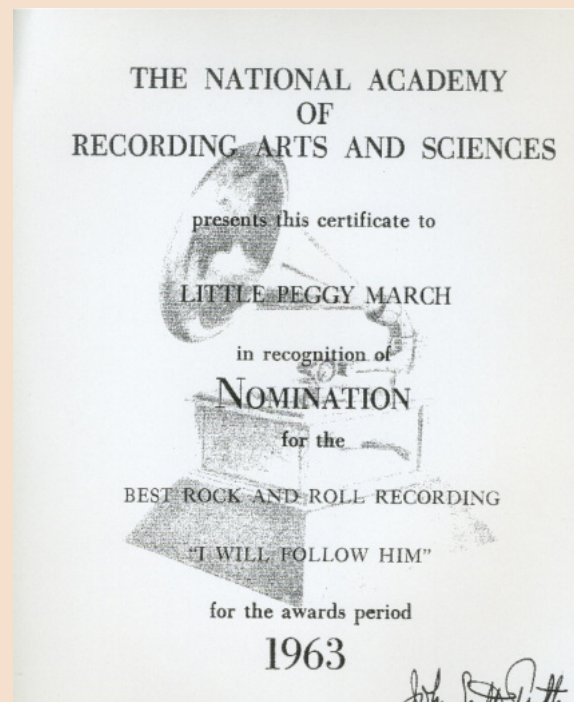 THE NATIONAL ACADEMY
OF
RECORDING ARTS AND SCIENCES
presents this certificate to
LITTLE PEGGY MARCH
in recognition of
NOMINATION
for the
BEST ROCK AND ROLL RECORDING
"I WILL FOLLOW HIM"
for the awards period
1963